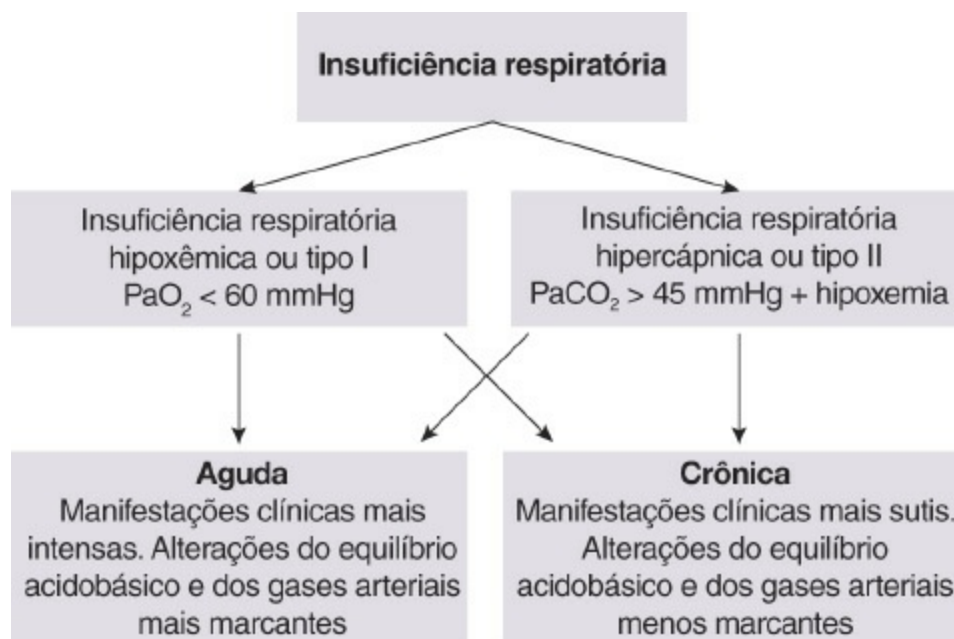 Insuficiência respiratória
Insuficiência respiratória
hipoxêmica ou tipo I
PaO₂ < 60 mmHg
Insuficiência respiratória
hipercápnica ou tipo II
PaCO₂ > 45 mmHg + hipoxemia
Aguda
Manifestações clínicas mais
intensas. Alterações do equilíbrio
acidobásico e dos gases arteriais
mais marcantes
Crônica
Manifestações clínicas mais sutis.
Alterações do equilíbrio
acidobásico e dos gases arteriais
menos marcantes